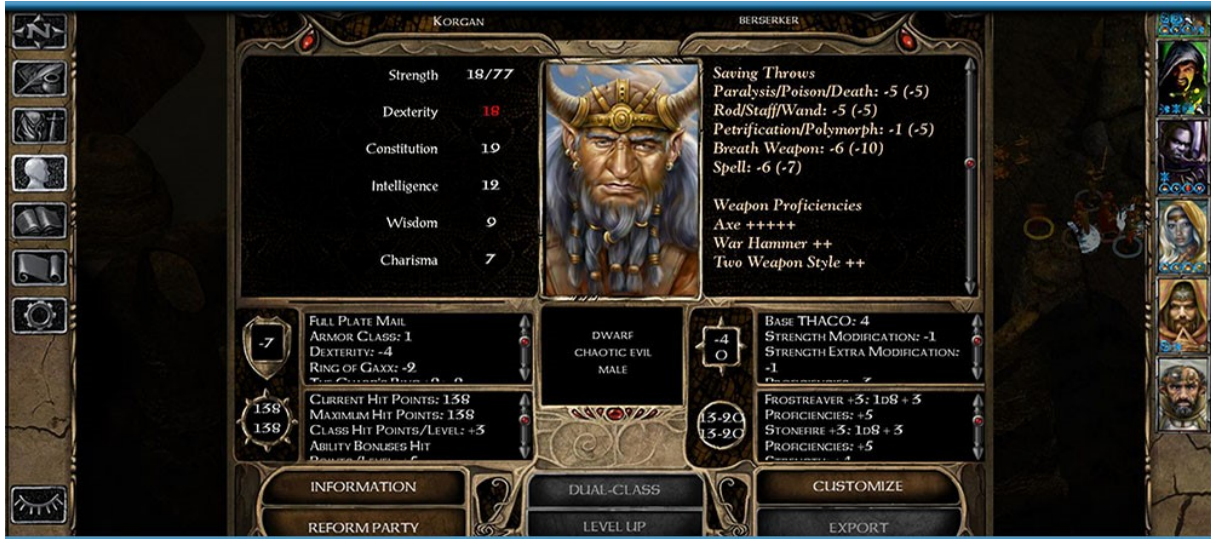 KORGAN
BERSERKER
Strength 18/77
Dexterity 18
Constitution 19
Intelligence 12
Wisdom 9
Charisma 7
Saving Throws
Paralysis/Poison/Death: -5 (-5)
Rod/Staff/Wand: -5 (-5)
Petrification/Polymorph: -1 (-5)
Breath Weapon: -6 (-10)
Spell: -6 (-7)
Weapon Proficiencies
Axe +++++
War Hammer ++
Two Weapon Style ++
-7
FULL PLATE MAIL
ARMOR CLASS: 1
DEXTERITY: -4
RING OF GAXX: -2
DWARF
CHAOTIC EVIL
MALE
-4
0
BASE THAC0: 4
STRENGTH MODIFICATION: -1
STRENGTH EXTRA MODIFICATION:
-1
138
138
CURRENT HIT POINTS: 138
MAXIMUM HIT POINTS: 138
CLASS HIT POINTS/LEVEL: +3
ABILITY BONUSES HIT
13-20
13-20
FROSTREAVER +3: 1D8 + 3
PROFICIENCIES: +5
STONEFIRE +3: 1D8 + 3
PROFICIENCIES: +5
INFORMATION
DUAL-CLASS
CUSTOMIZE
REFORM PARTY
LEVEL UP
EXPORT